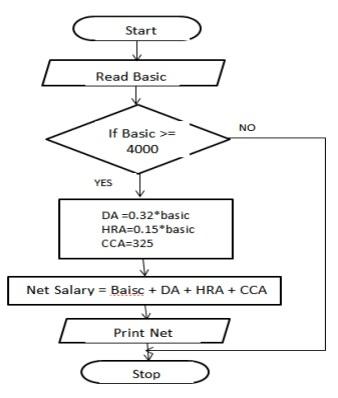 Start
Read Basic
If Basic >=
4000
NO
YES
DA =0.32*basic
HRA=0.15*basic
CCA=325
Net Salary = Baisc + DA + HRA + CCA
Print Net
Stop